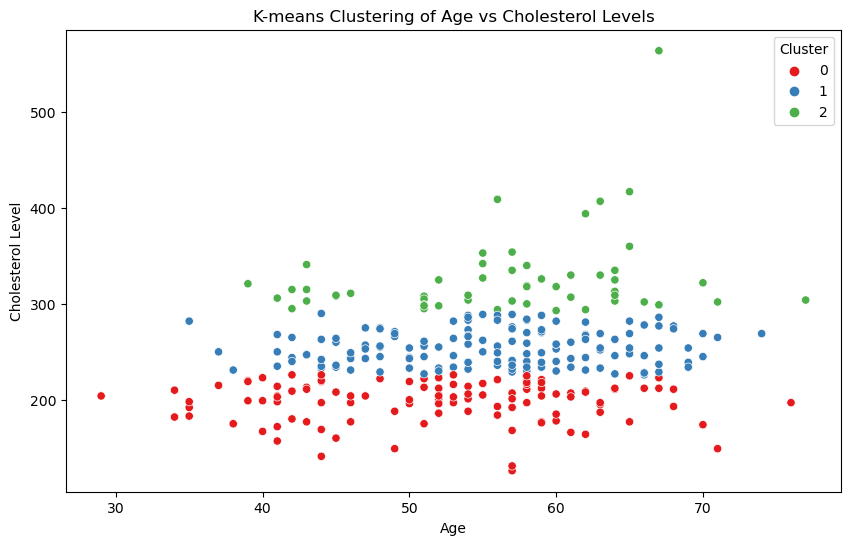 K-means Clustering of Age vs Cholesterol Levels
Cluster
0
1
2
500
400
300
200
Cholesterol Level
30 40 50 60 70
Age